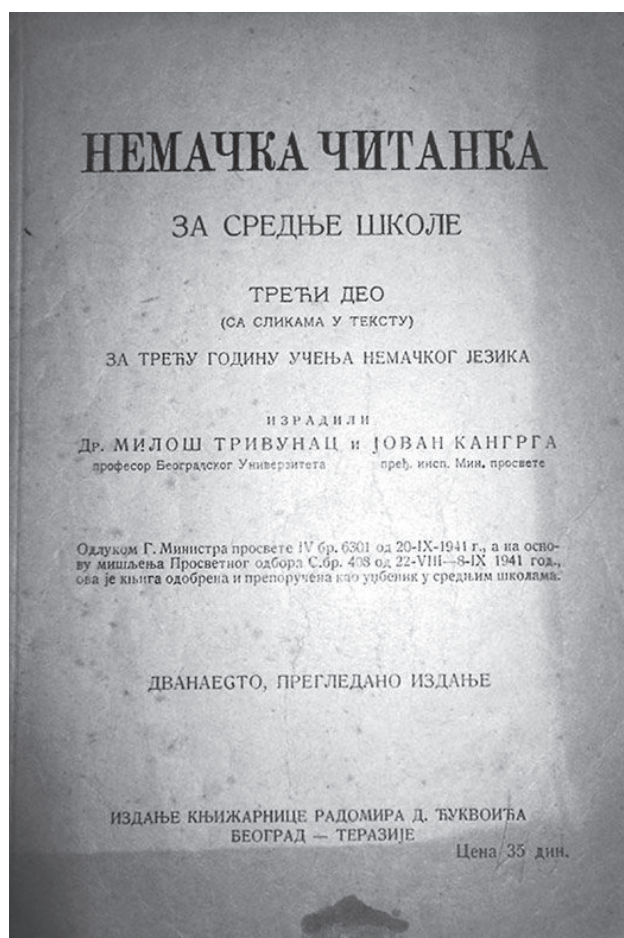 НЕМАЧКА ЧИТАНКА
ЗА СРЕДЊЕ ШКОЛЕ
ТРЕЋИ ДЕО
(СА СЛИКАМА У ТЕКСТУ)
ЗА ТРЕЋУ ГОДИНУ УЧЕЊА НЕМАЧКОГ ЈЕЗИКА
ИЗРАДИЛИ
Др. МИЛОШ ТРИВУНАЦ и ЈОВАН КАНГРГА
професор Београдског Универзитета пређ. инсп. Мин. просвете
Одлуком Г. Министра просвете IV бр. 6301 од 20-IX-1941 г., а на осно-
ву мишљења Просветног одбора С.бр. 408 од 22-VIII—8-IX 1941 год.,
ова је књига одобрена и препоручена као уџбеник у средњим школама.
ДВАНАЕСТО, ПРЕГЛЕДАНО ИЗДАЊЕ
ИЗДАЊЕ КЊИЖАРНИЦЕ РАДОМИРА Д. ЋУКОВИЋА
БЕОГРАД — ТЕРАЗИЈЕ
Цена 35 дин.